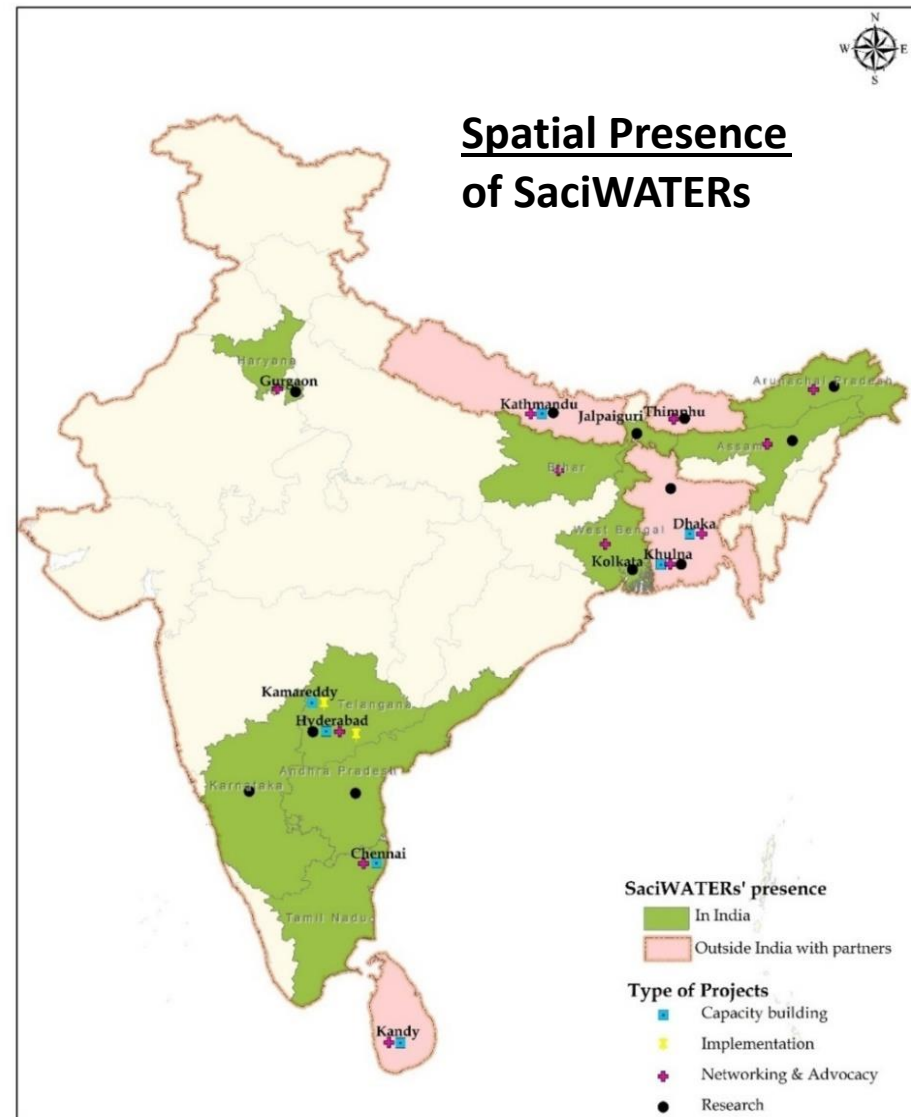 N
W E
S
Spatial Presence
of SaciWATERs
Haryana
Gurgaon
Arunachal Pradesh
Kathmandu
Jalpaiguri
Thimphu
Assam
Bihar
Dhaka
West Bengal
Khulna
Kolkata
Kamareddy
Telangana
Hyderabad
Andhra Pradesh
Karnataka
Chennai
Tamil Nadu
Kandy
SaciWATERs' presence
In India
Outside India with partners
Type of Projects
Capacity building
Implementation
Networking & Advocacy
Research